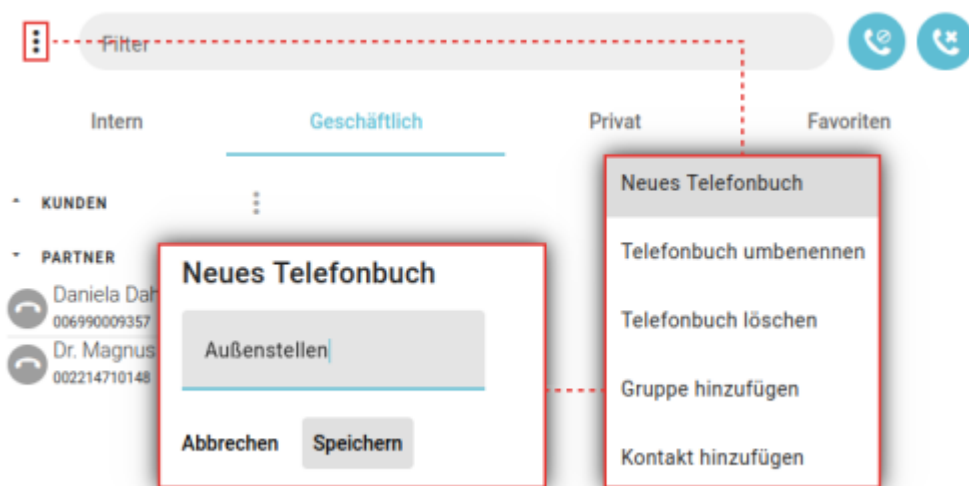 Filter
Intern Geschäftlich Privat Favoriten
KUNDEN
PARTNER
Daniela Dah
006990009357
Dr. Magnus
002214710148
Neues Telefonbuch
Außenstellen
Abbrechen Speichern
Neues Telefonbuch
Telefonbuch umbenennen
Telefonbuch löschen
Gruppe hinzufügen
Kontakt hinzufügen